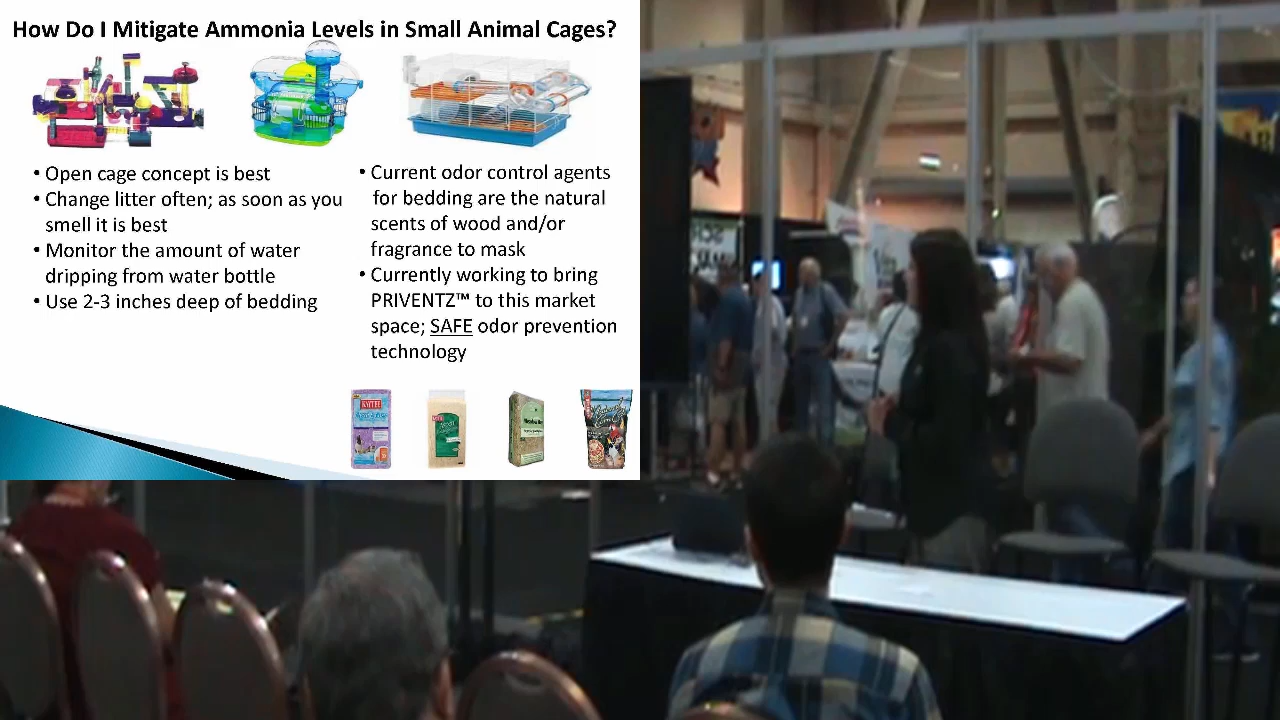 How Do I Mitigate Ammonia Levels in Small Animal Cages?
• Open cage concept is best
• Change litter often; as soon as you
smell it is best
• Monitor the amount of water
dripping from water bottle
• Use 2-3 inches deep of bedding
• Current odor control agents
for bedding are the natural
scents of wood and/or
fragrance to mask
• Currently working to bring
PRIVENTZ™ to this market
space; SAFE odor prevention
technology
KAYTEE